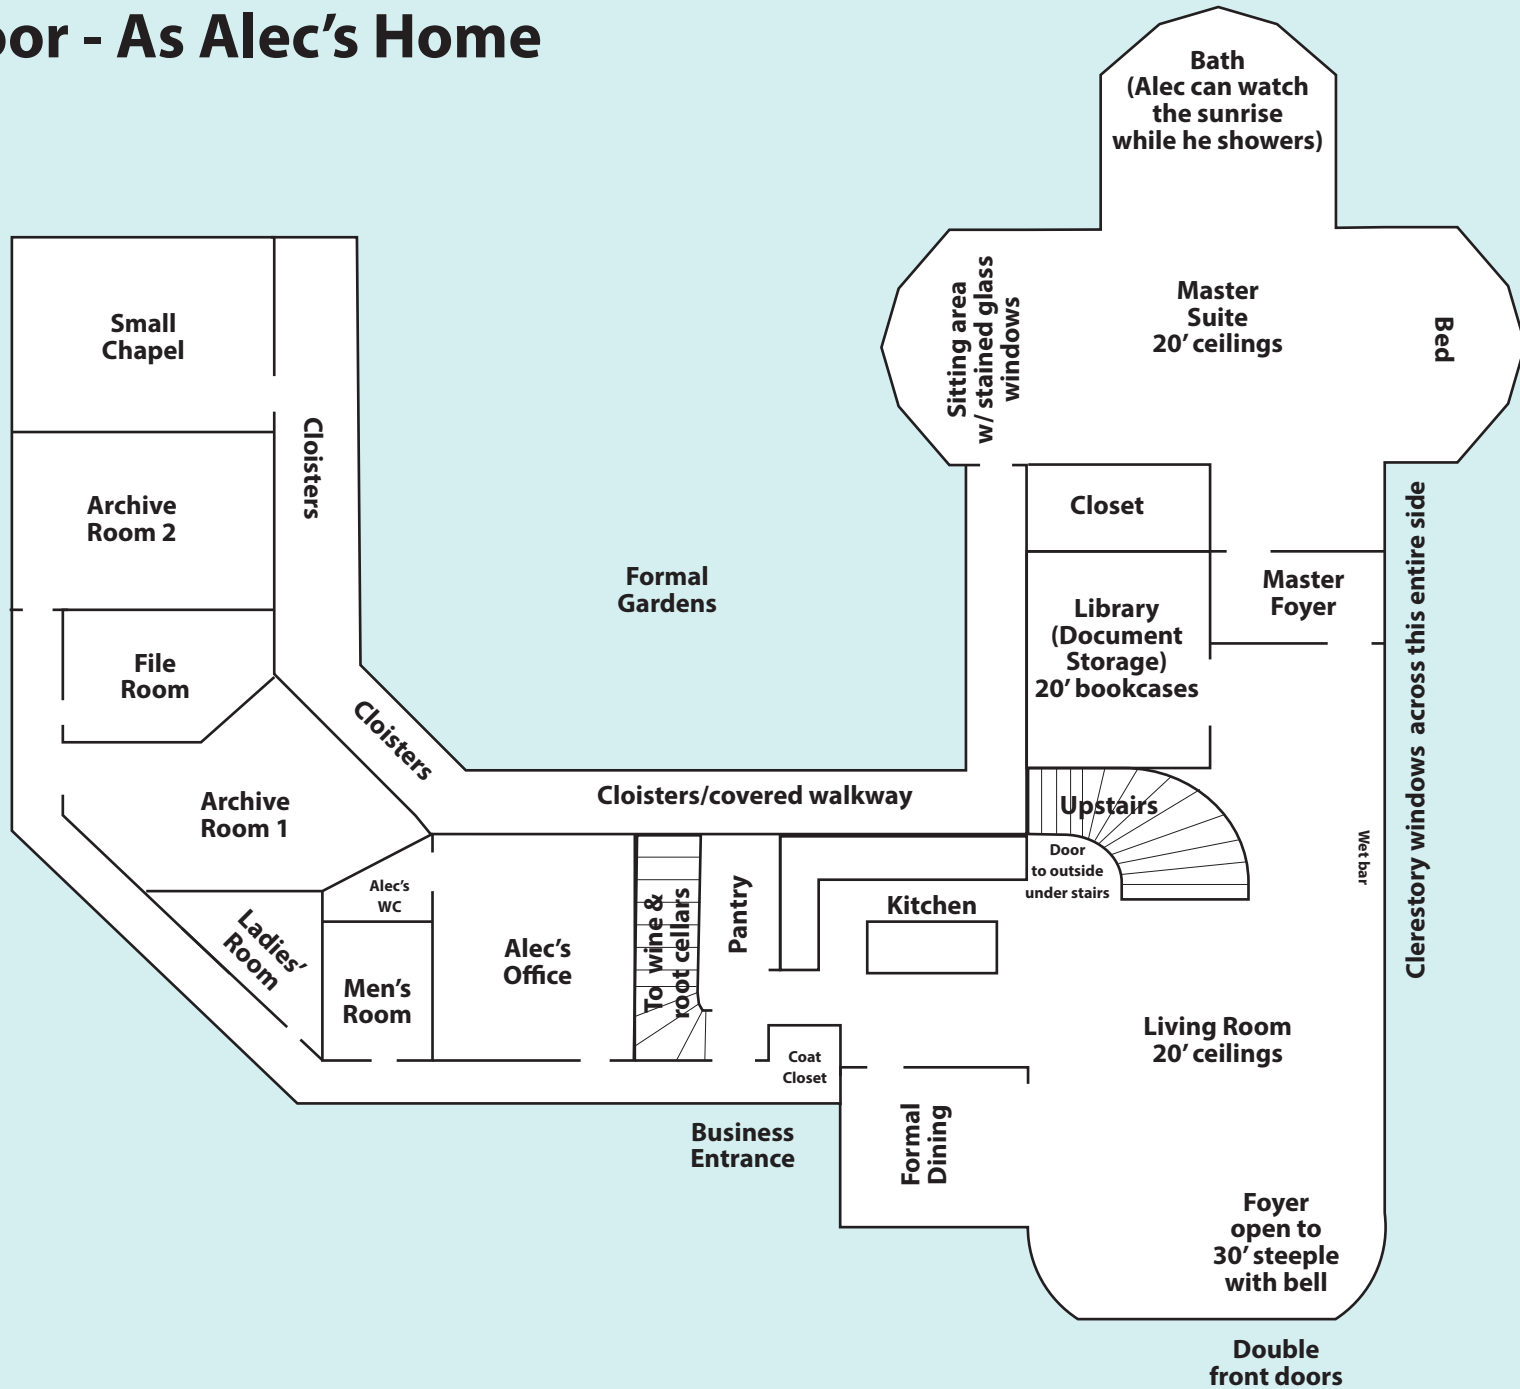 oor - As Alec’s Home
Bath
(Alec can watch
the sunrise
while he showers)
Small
Chapel
Cloisters
Sitting area
w/ stained glass
windows
Master
Suite
20’ ceilings
Bed
Archive
Room 2
Closet
Formal
Gardens
Master
Foyer
Library
(Document
Storage)
20’ bookcases
Clerestory windows across this entire side
File
Room
Cloisters
Archive
Room 1
Cloisters/covered walkway
Upstairs
Door
to outside
under stairs
Wet bar
Alec’s
WC
Ladies’
Room
Men’s
Room
Alec’s
Office
To wine &
root cellars
Pantry
Kitchen
Living Room
20’ ceilings
Coat
Closet
Business
Entrance
Formal
Dining
Foyer
open to
30’ steeple
with bell
Double
front doors